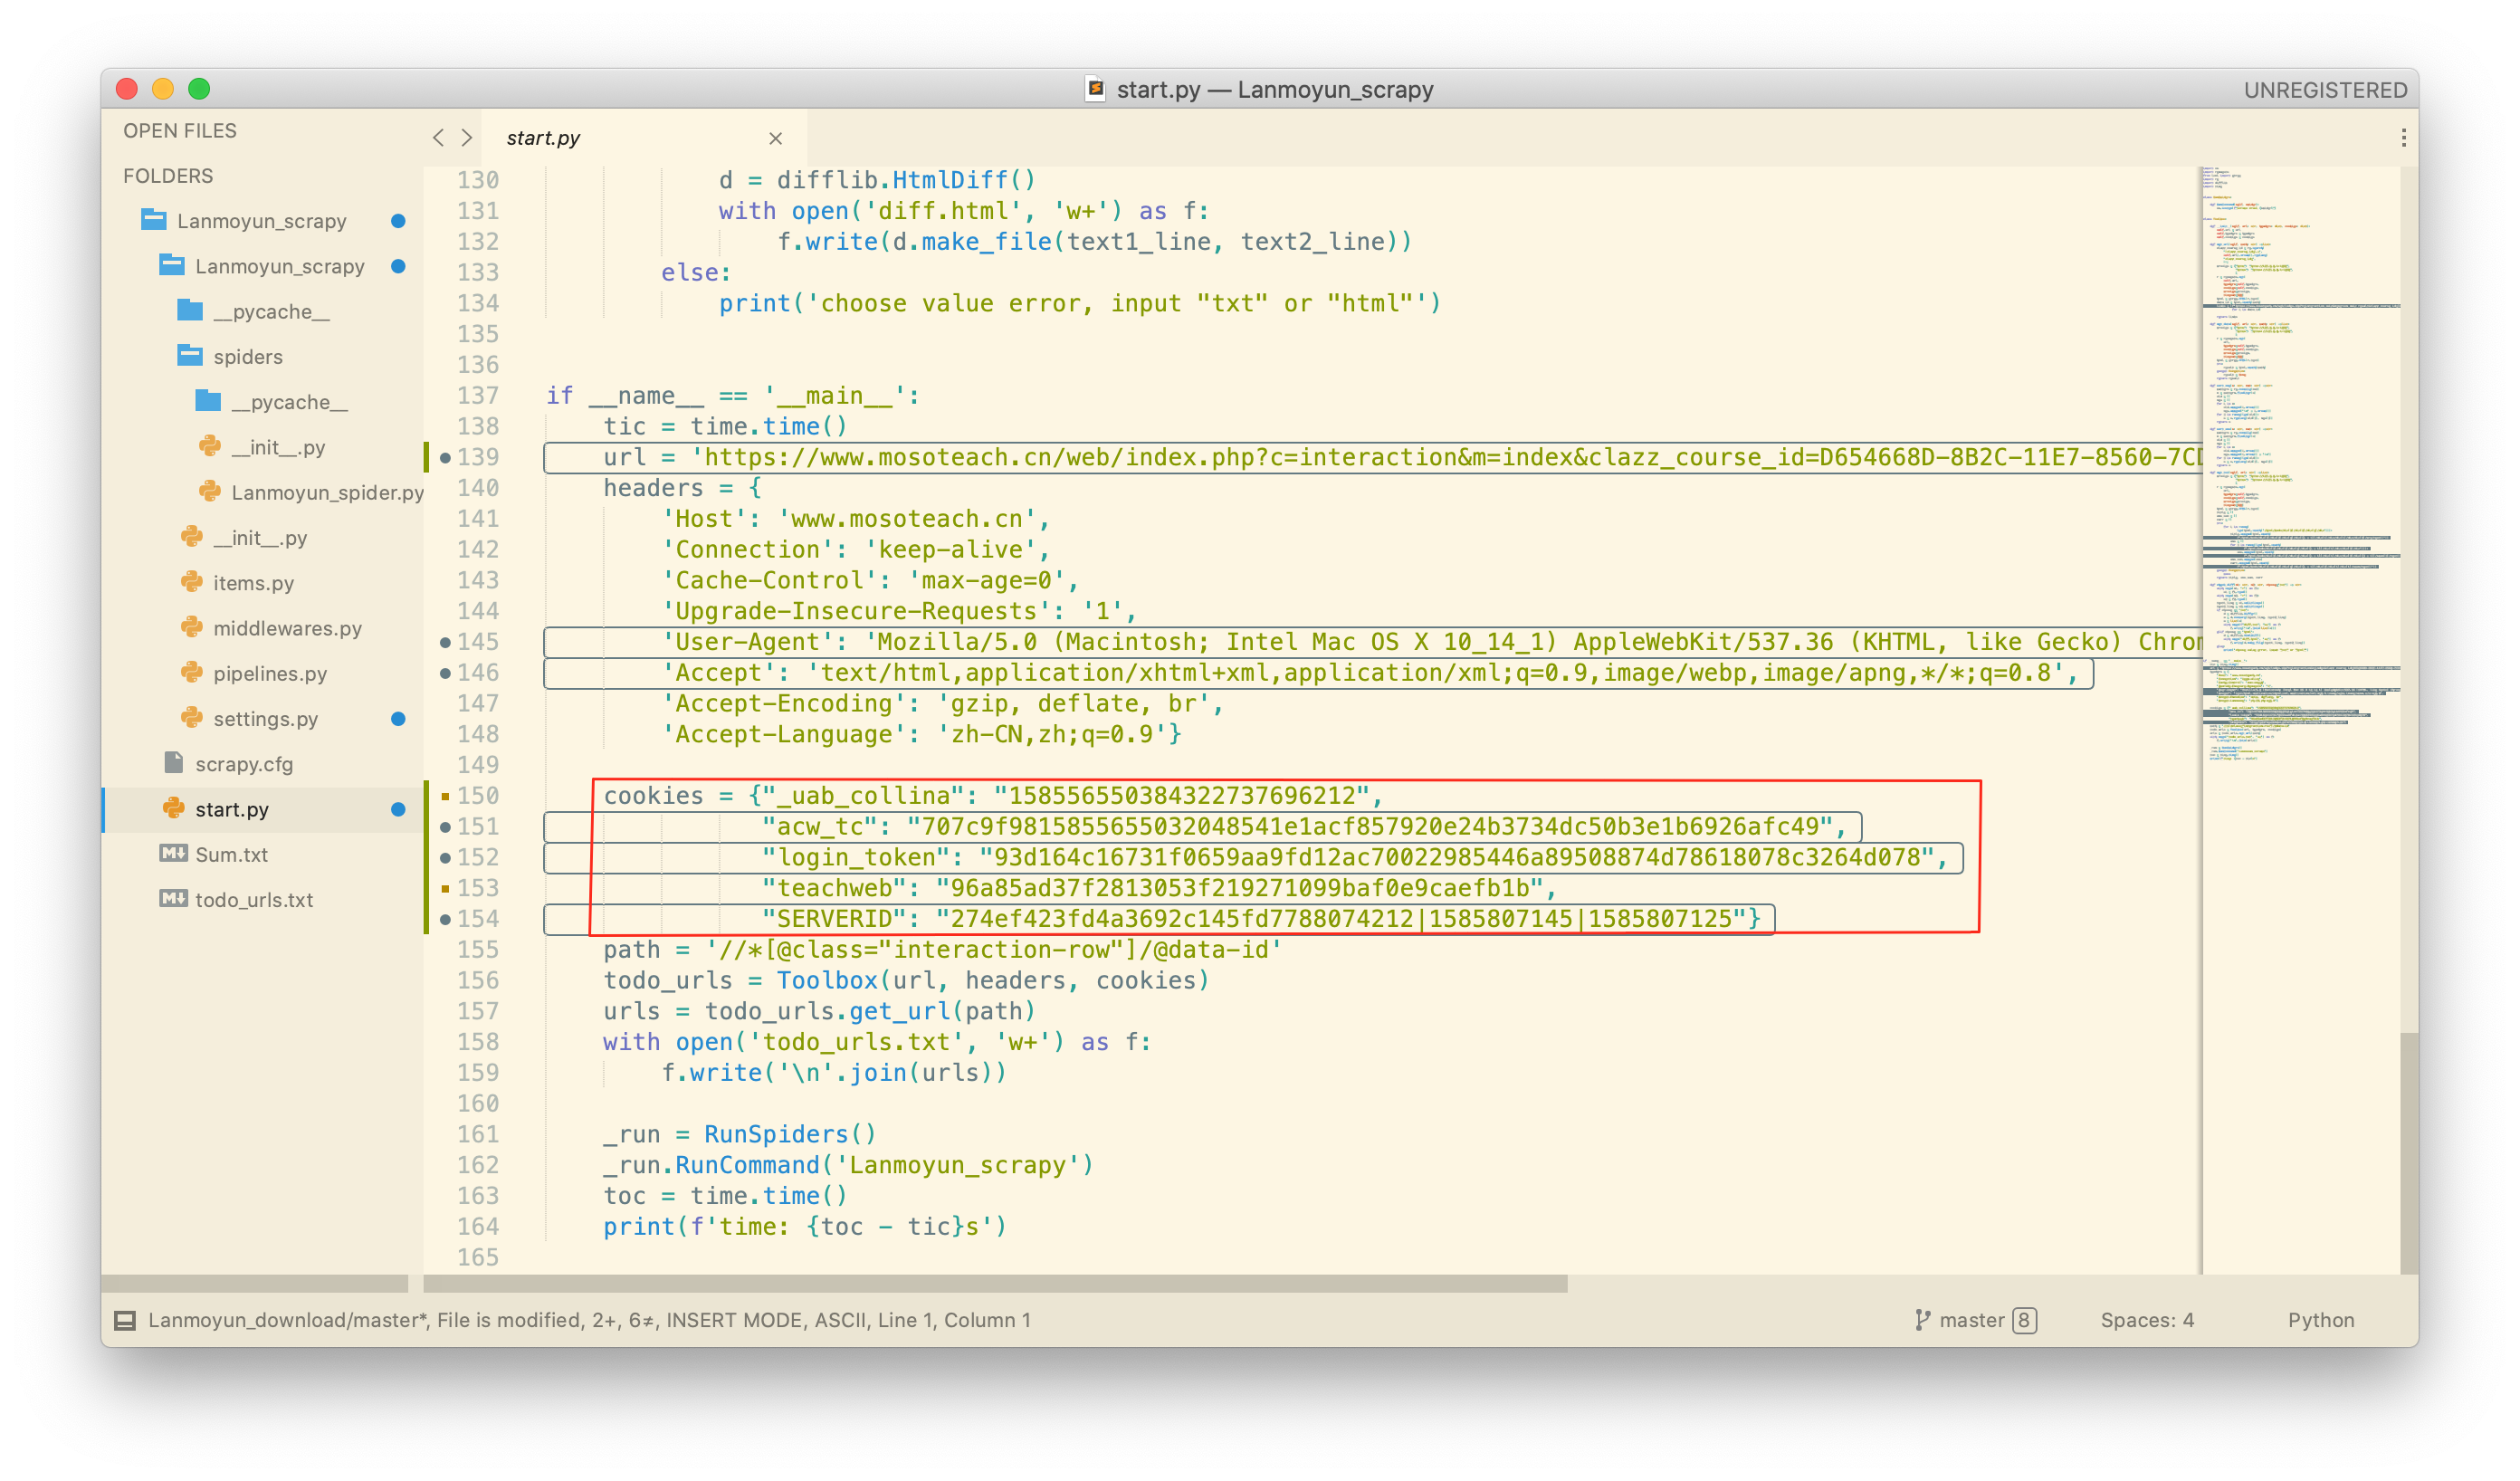 start.py — Lanmoyun_scrapy
UNREGISTERED
OPEN FILES
FOLDERS
Lanmoyun_scrapy
Lanmoyun_scrapy
__pycache__
spiders
__pycache__
__init__.py
Lanmoyun_spider.py
__init__.py
items.py
middlewares.py
pipelines.py
settings.py
scrapy.cfg
start.py
Sum.txt
todo_urls.txt
start.py
130 d = difflib.HtmlDiff()
131 with open('diff.html', 'w+') as f:
132 f.write(d.make_file(text1_line, text2_line))
133 else:
134 print('choose value error, input "txt" or "html"')
135
136
137 if __name__ == '__main__':
138 tic = time.time()
139 url = 'https://www.mosoteach.cn/web/index.php?c=interaction&m=index&clazz_course_id=D654668D-8B2C-11E7-8560-7CD
140 headers = {
141 'Host': 'www.mosoteach.cn',
142 'Connection': 'keep-alive',
143 'Cache-Control': 'max-age=0',
144 'Upgrade-Insecure-Requests': '1',
145 'User-Agent': 'Mozilla/5.0 (Macintosh; Intel Mac OS X 10_14_1) AppleWebKit/537.36 (KHTML, like Gecko) Chrom
146 'Accept': 'text/html,application/xhtml+xml,application/xml;q=0.9,image/webp,image/apng,*/*;q=0.8',
147 'Accept-Encoding': 'gzip, deflate, br',
148 'Accept-Language': 'zh-CN,zh;q=0.9'}
149
150 cookies = {"_uab_collina": "158556550384322737696212",
151 "acw_tc": "707c9f9815855655032048541e1acf857920e24b3734dc50b3e1b6926afc49",
152 "login_token": "93d164c16731f0659aa9fd12ac70022985446a89508874d78618078c3264d078",
153 "teachweb": "96a85ad37f2813053f219271099baf0e9caefb1b",
154 "SERVERID": "274ef423fd4a3692c145fd7788074212|1585807145|1585807125"}
155 path = '//*[@class="interaction-row"]/@data-id'
156 todo_urls = Toolbox(url, headers, cookies)
157 urls = todo_urls.get_url(path)
158 with open('todo_urls.txt', 'w+') as f:
159 f.write('\n'.join(urls))
160
161 _run = RunSpiders()
162 _run.RunCommand('Lanmoyun_scrapy')
163 toc = time.time()
164 print(f'time: {toc - tic}s')
165
Lanmoyun_download/master*, File is modified, 2+, 6≠, INSERT MODE, ASCII, Line 1, Column 1
master 8
Spaces: 4
Python